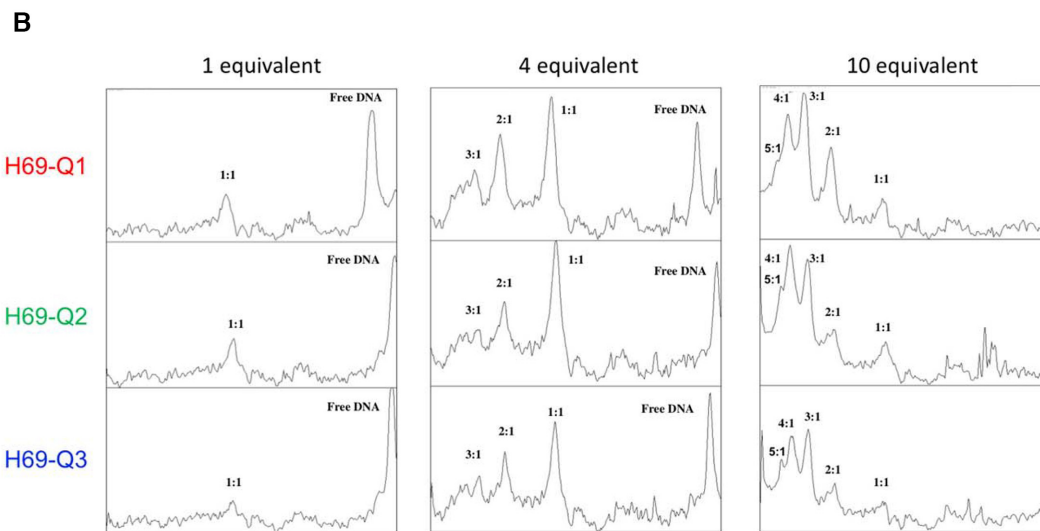 B
1 equivalent
4 equivalent
10 equivalent
H69-Q1
Free DNA
1:1
Free DNA
1:1
2:1
3:1
4:1
3:1
2:1
5:1
1:1
H69-Q2
Free DNA
1:1
1:1
Free DNA
2:1
3:1
4:1
3:1
5:1
2:1
1:1
H69-Q3
Free DNA
1:1
1:1
Free DNA
2:1
3:1
3:1
4:1
5:1
2:1
1:1